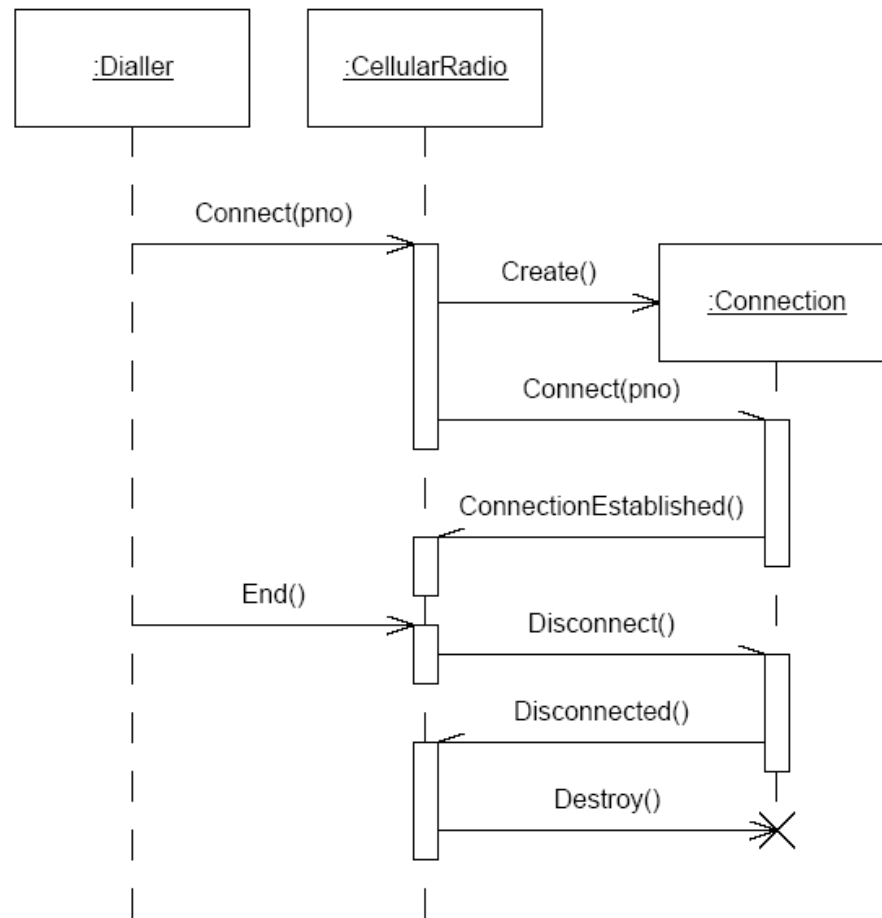 :Dialler
:CellularRadio
Connect(pno)
Create()
:Connection
Connect(pno)
ConnectionEstablished()
End()
Disconnect()
Disconnected()
Destroy()